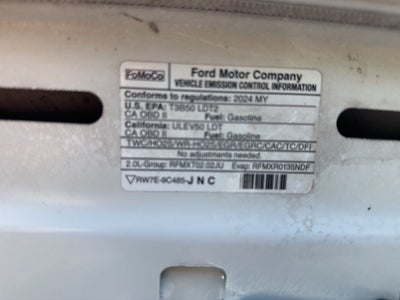 FoMoCo
Ford Motor Company
VEHICLE EMISSION CONTROL INFORMATION
Conforms to regulations: 2024 MY
U.S. EPA: T3B50 LDT2
CA OBD II Fuel: Gasoline
California: ULEV50 LDT
CA OBD II Fuel: Gasoline
TWC/HO2S/WR-HO2S/EGR/EGRC/CAC/TC/DFI
No adjustments needed.
2.0L-Group: RFMXT02.02JU Evap: RFMXR0135NDF
▽RW7E-9C485-JNC